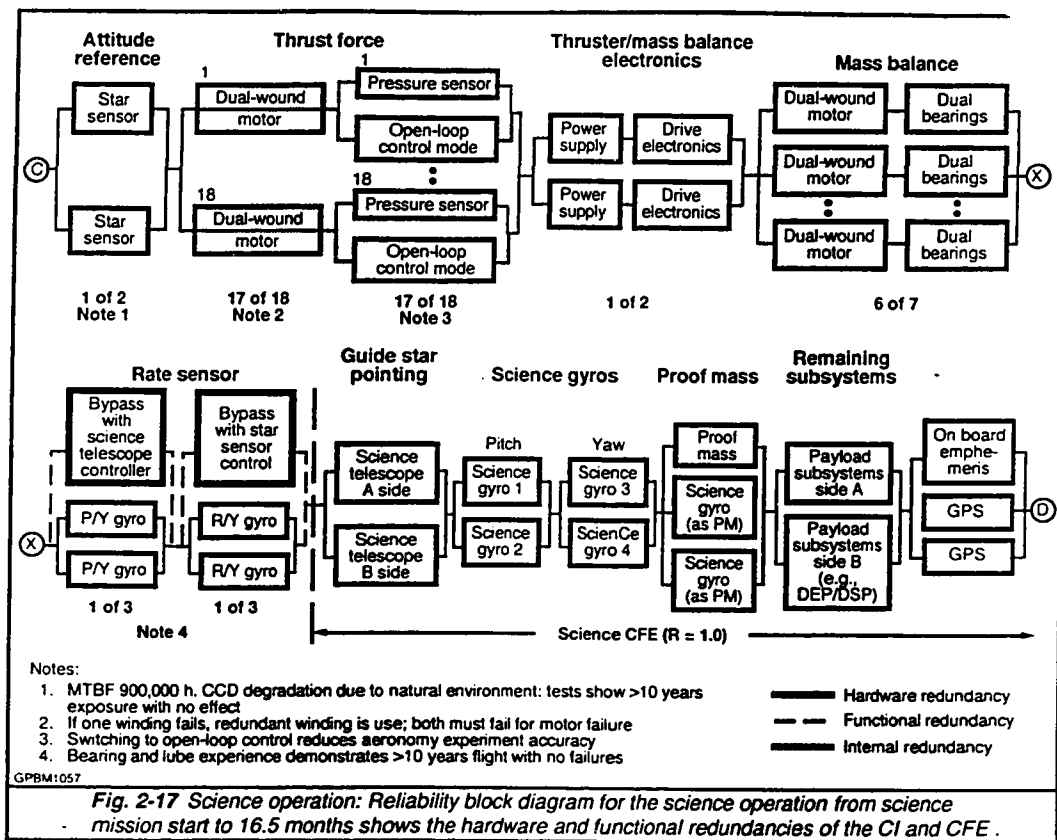 Attitude reference
Thrust force
Thruster/mass balance electronics
Mass balance
C
Star sensor
Star sensor
1 of 2
Note 1
1
Dual-wound motor
18
Dual-wound motor
17 of 18
Note 2
1
Pressure sensor
Open-loop control mode
18
Pressure sensor
Open-loop control mode
17 of 18
Note 3
Power supply
Drive electronics
Power supply
Drive electronics
1 of 2
Dual-wound motor
Dual bearings
Dual-wound motor
Dual bearings
Dual-wound motor
Dual bearings
6 of 7
X
Rate sensor
Guide star pointing
Science gyros
Proof mass
Remaining subsystems
X
Bypass with science telescope controller
P/Y gyro
P/Y gyro
1 of 3
Bypass with star sensor control
R/Y gyro
R/Y gyro
1 of 3
Note 4
Science telescope A side
Science telescope B side
Pitch
Science gyro 1
Science gyro 2
Yaw
Science gyro 3
ScienCe gyro 4
Proof mass
Science gyro (as PM)
Science gyro (as PM)
Payload subsystems side A
Payload subsystems side B (e.g., DEP/DSP)
On board emphemeris
GPS
GPS
D
Science CFE (R = 1.0)
Notes:
1. MTBF 900,000 h. CCD degradation due to natural environment: tests show >10 years
exposure with no effect
2. If one winding fails, redundant winding is use; both must fail for motor failure
3. Switching to open-loop control reduces aeronomy experiment accuracy
4. Bearing and lube experience demonstrates >10 years flight with no failures
Hardware redundancy
Functional redundancy
Internal redundancy
GPBM1057
Fig. 2-17 Science operation: Reliability block diagram for the science operation from science
mission start to 16.5 months shows the hardware and functional redundancies of the CI and CFE .